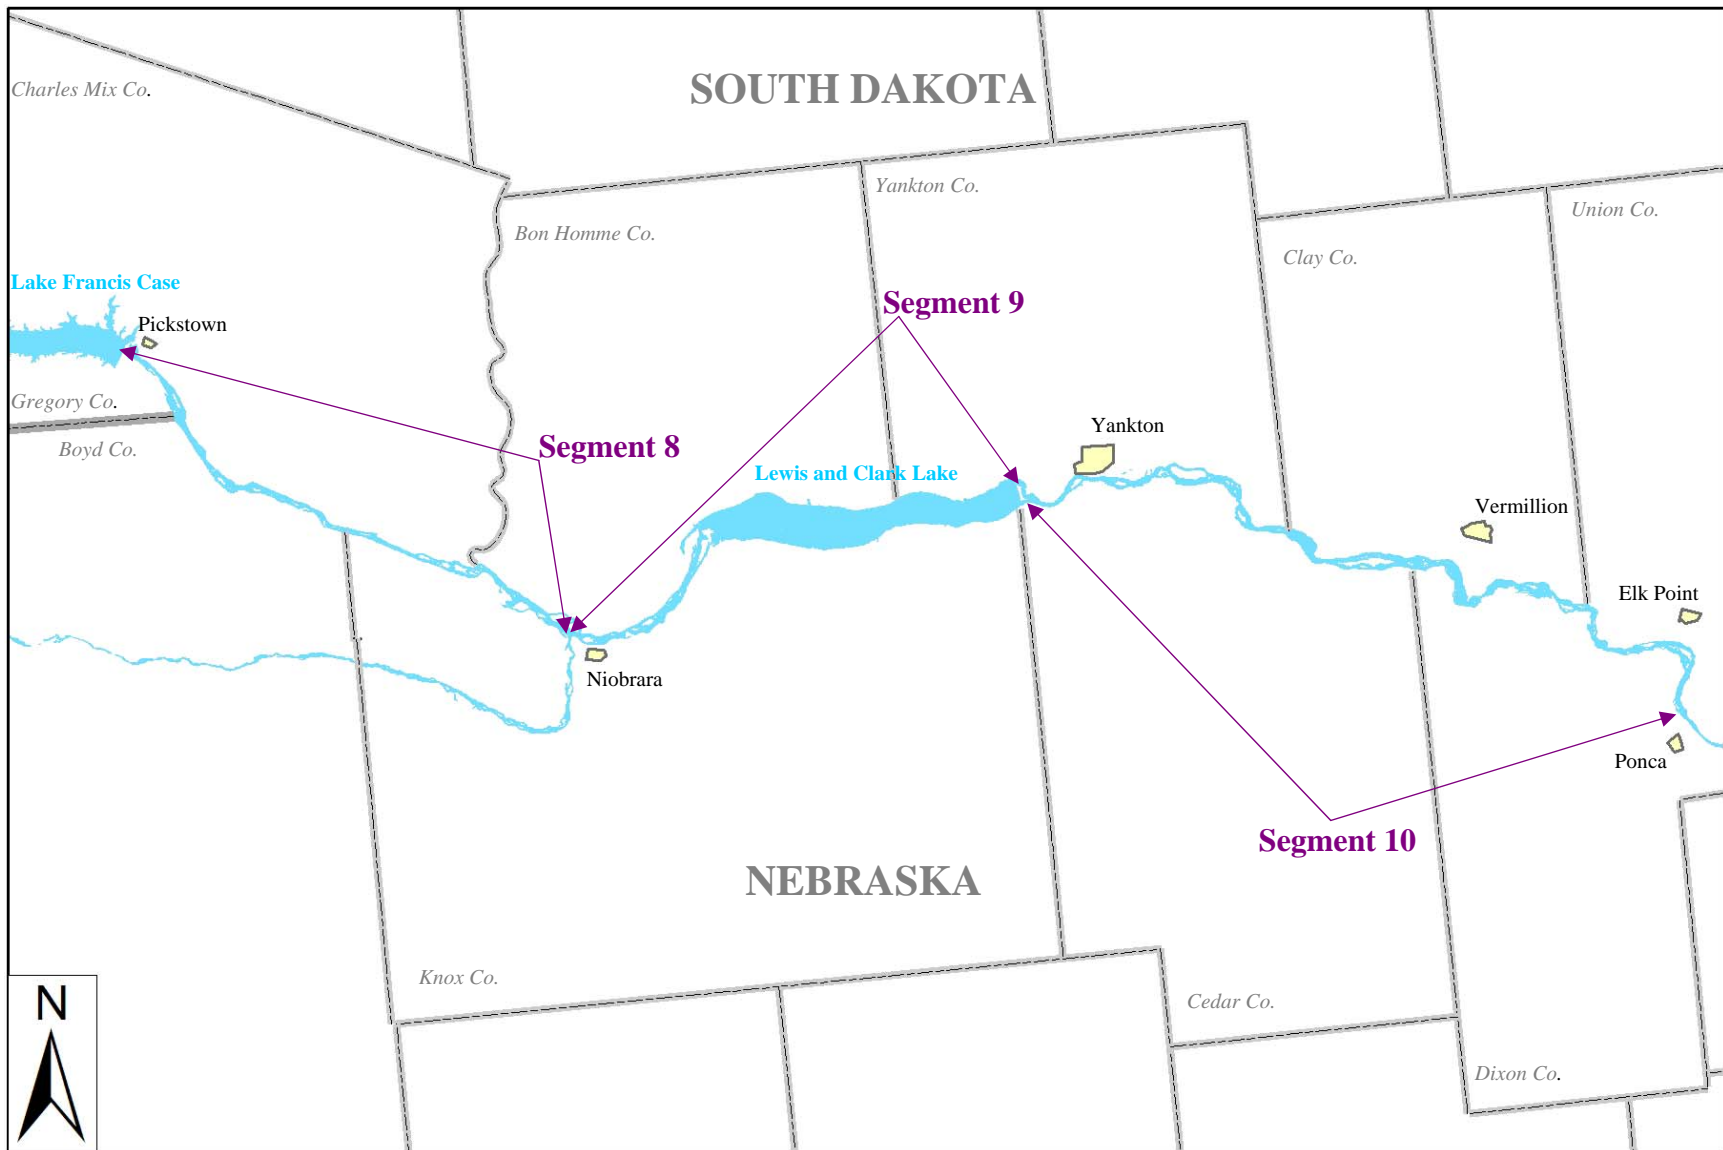 SOUTH DAKOTA
Charles Mix Co.
Yankton Co.
Union Co.
Bon Homme Co.
Clay Co.
Lake Francis Case
Segment 9
Pickstown
Gregory Co.
Yankton
Boyd Co.
Segment 8
Lewis and Clark Lake
Vermillion
Elk Point
Niobrara
Ponca
Segment 10
NEBRASKA
Knox Co.
N
Cedar Co.
Dixon Co.